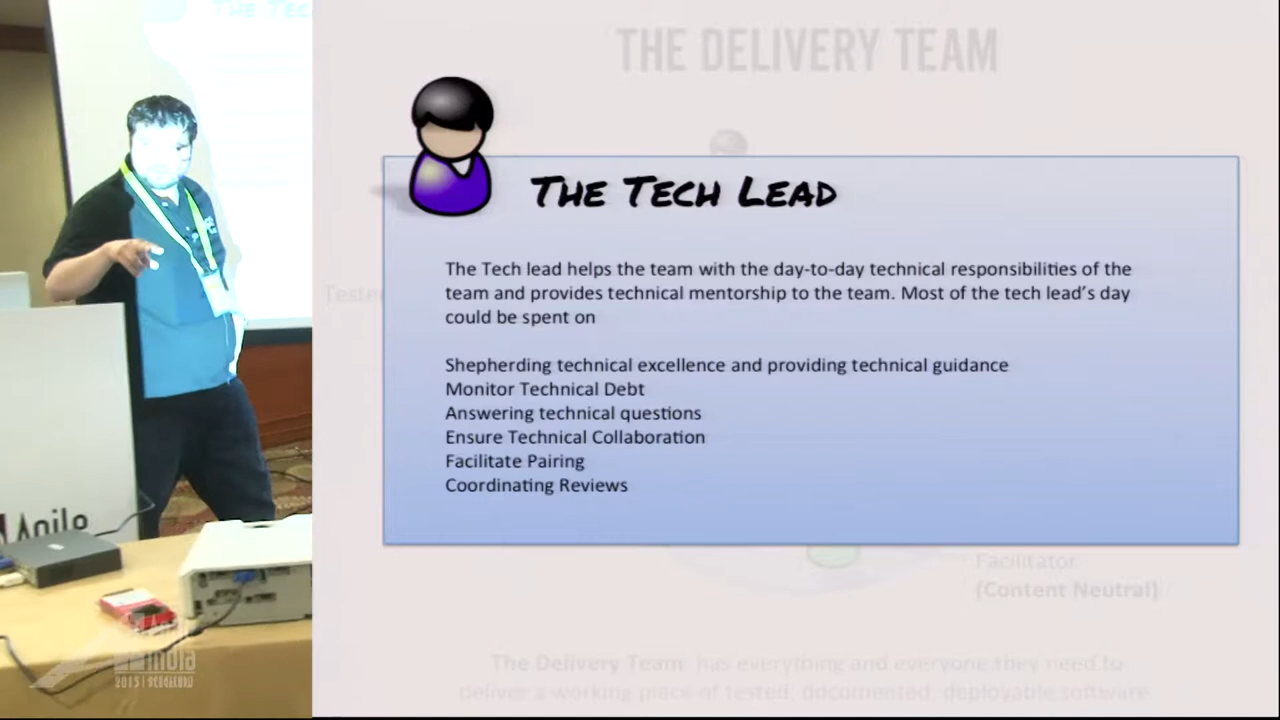 THE DELIVERY TEAM
THE TECH LEAD
The Tech lead helps the team with the day-to-day technical responsibilities of the
team and provides technical mentorship to the team. Most of the tech lead's day
could be spent on
Shepherding technical excellence and providing technical guidance
Monitor Technical Debt
Answering technical questions
Ensure Technical Collaboration
Facilitate Pairing
Coordinating Reviews
Facilitator
(Content Neutral)
The Delivery Team: has everything and everyone they need to
deliver a working piece of tested, documented, deployable software
Agile
India
2015 | BENGALURU